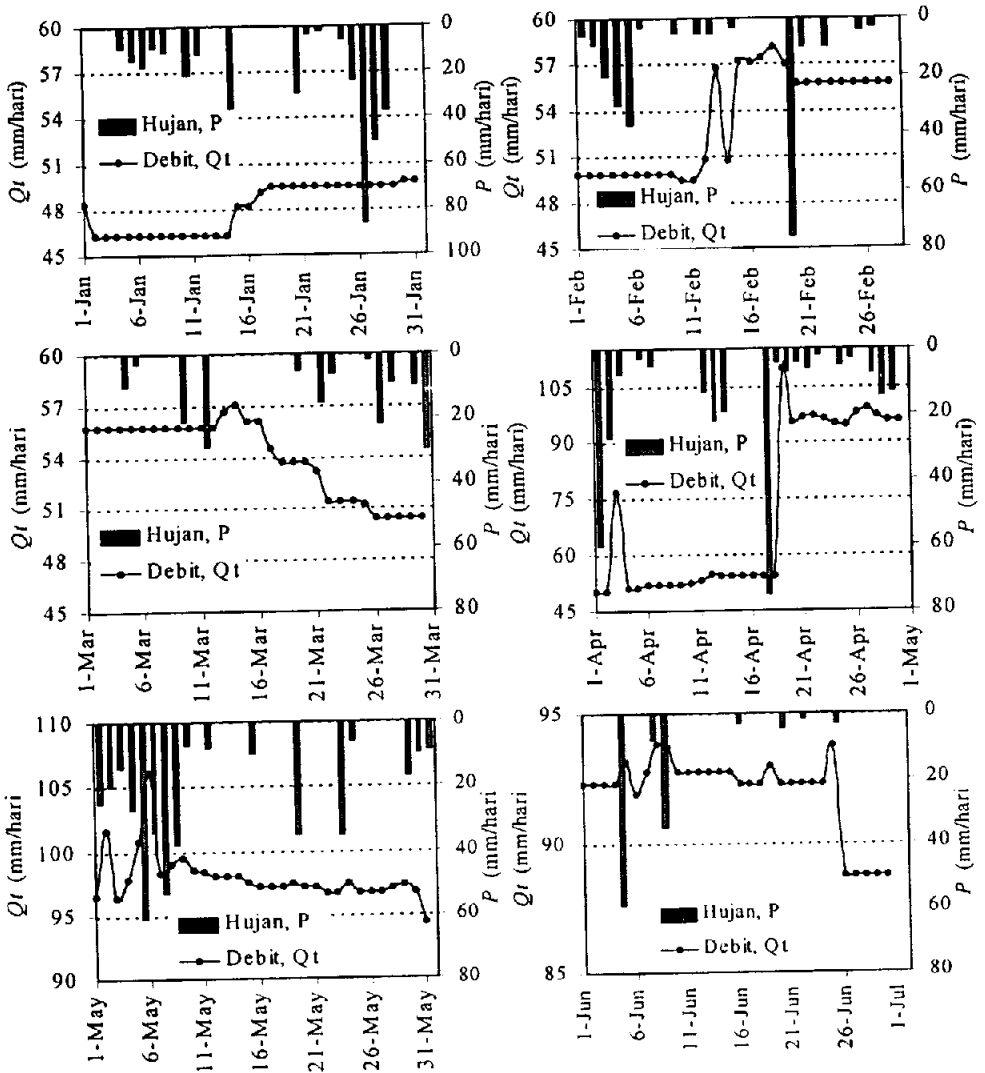 60 57 54 51 48 45
Qt (mm/hari)
0 20 40 60 80 100
P (mm/hari)
Hujan, P
Debit, Qt
1-Jan 6-Jan 11-Jan 16-Jan 21-Jan 26-Jan 31-Jan
60 57 54 51 48 45
Qt (mm/hari)
0 20 40 60 80
P (mm/hari)
Hujan, P
Debit, Qt
1-Feb 6-Feb 11-Feb 16-Feb 21-Feb 26-Feb
60 57 54 51 48 45
Qt (mm/hari)
0 20 40 60 80
P (mm/hari)
Hujan, P
Debit, Qt
1-Mar 6-Mar 11-Mar 16-Mar 21-Mar 26-Mar 31-Mar
105 90 75 60 45
Qt (mm/hari)
0 20 40 60 80
P (mm/hari)
Hujan, P
Debit, Qt
1-Apr 6-Apr 11-Apr 16-Apr 21-Apr 26-Apr 1-May
110 105 100 95 90
Qt (mm/hari)
0 20 40 60 80
P (mm/hari
Hujan, P
Debit, Qt
1-May 6-May 11-May 16-May 21-May 26-May 31-May
95 90 85
Qt (mm/hari)
0 20 40 60 80
P (mm/hari
Hujan, P
Debit, Qt
1-Jun 6-Jun 11-Jun 16-Jun 21-Jun 26-Jun 1-Jul